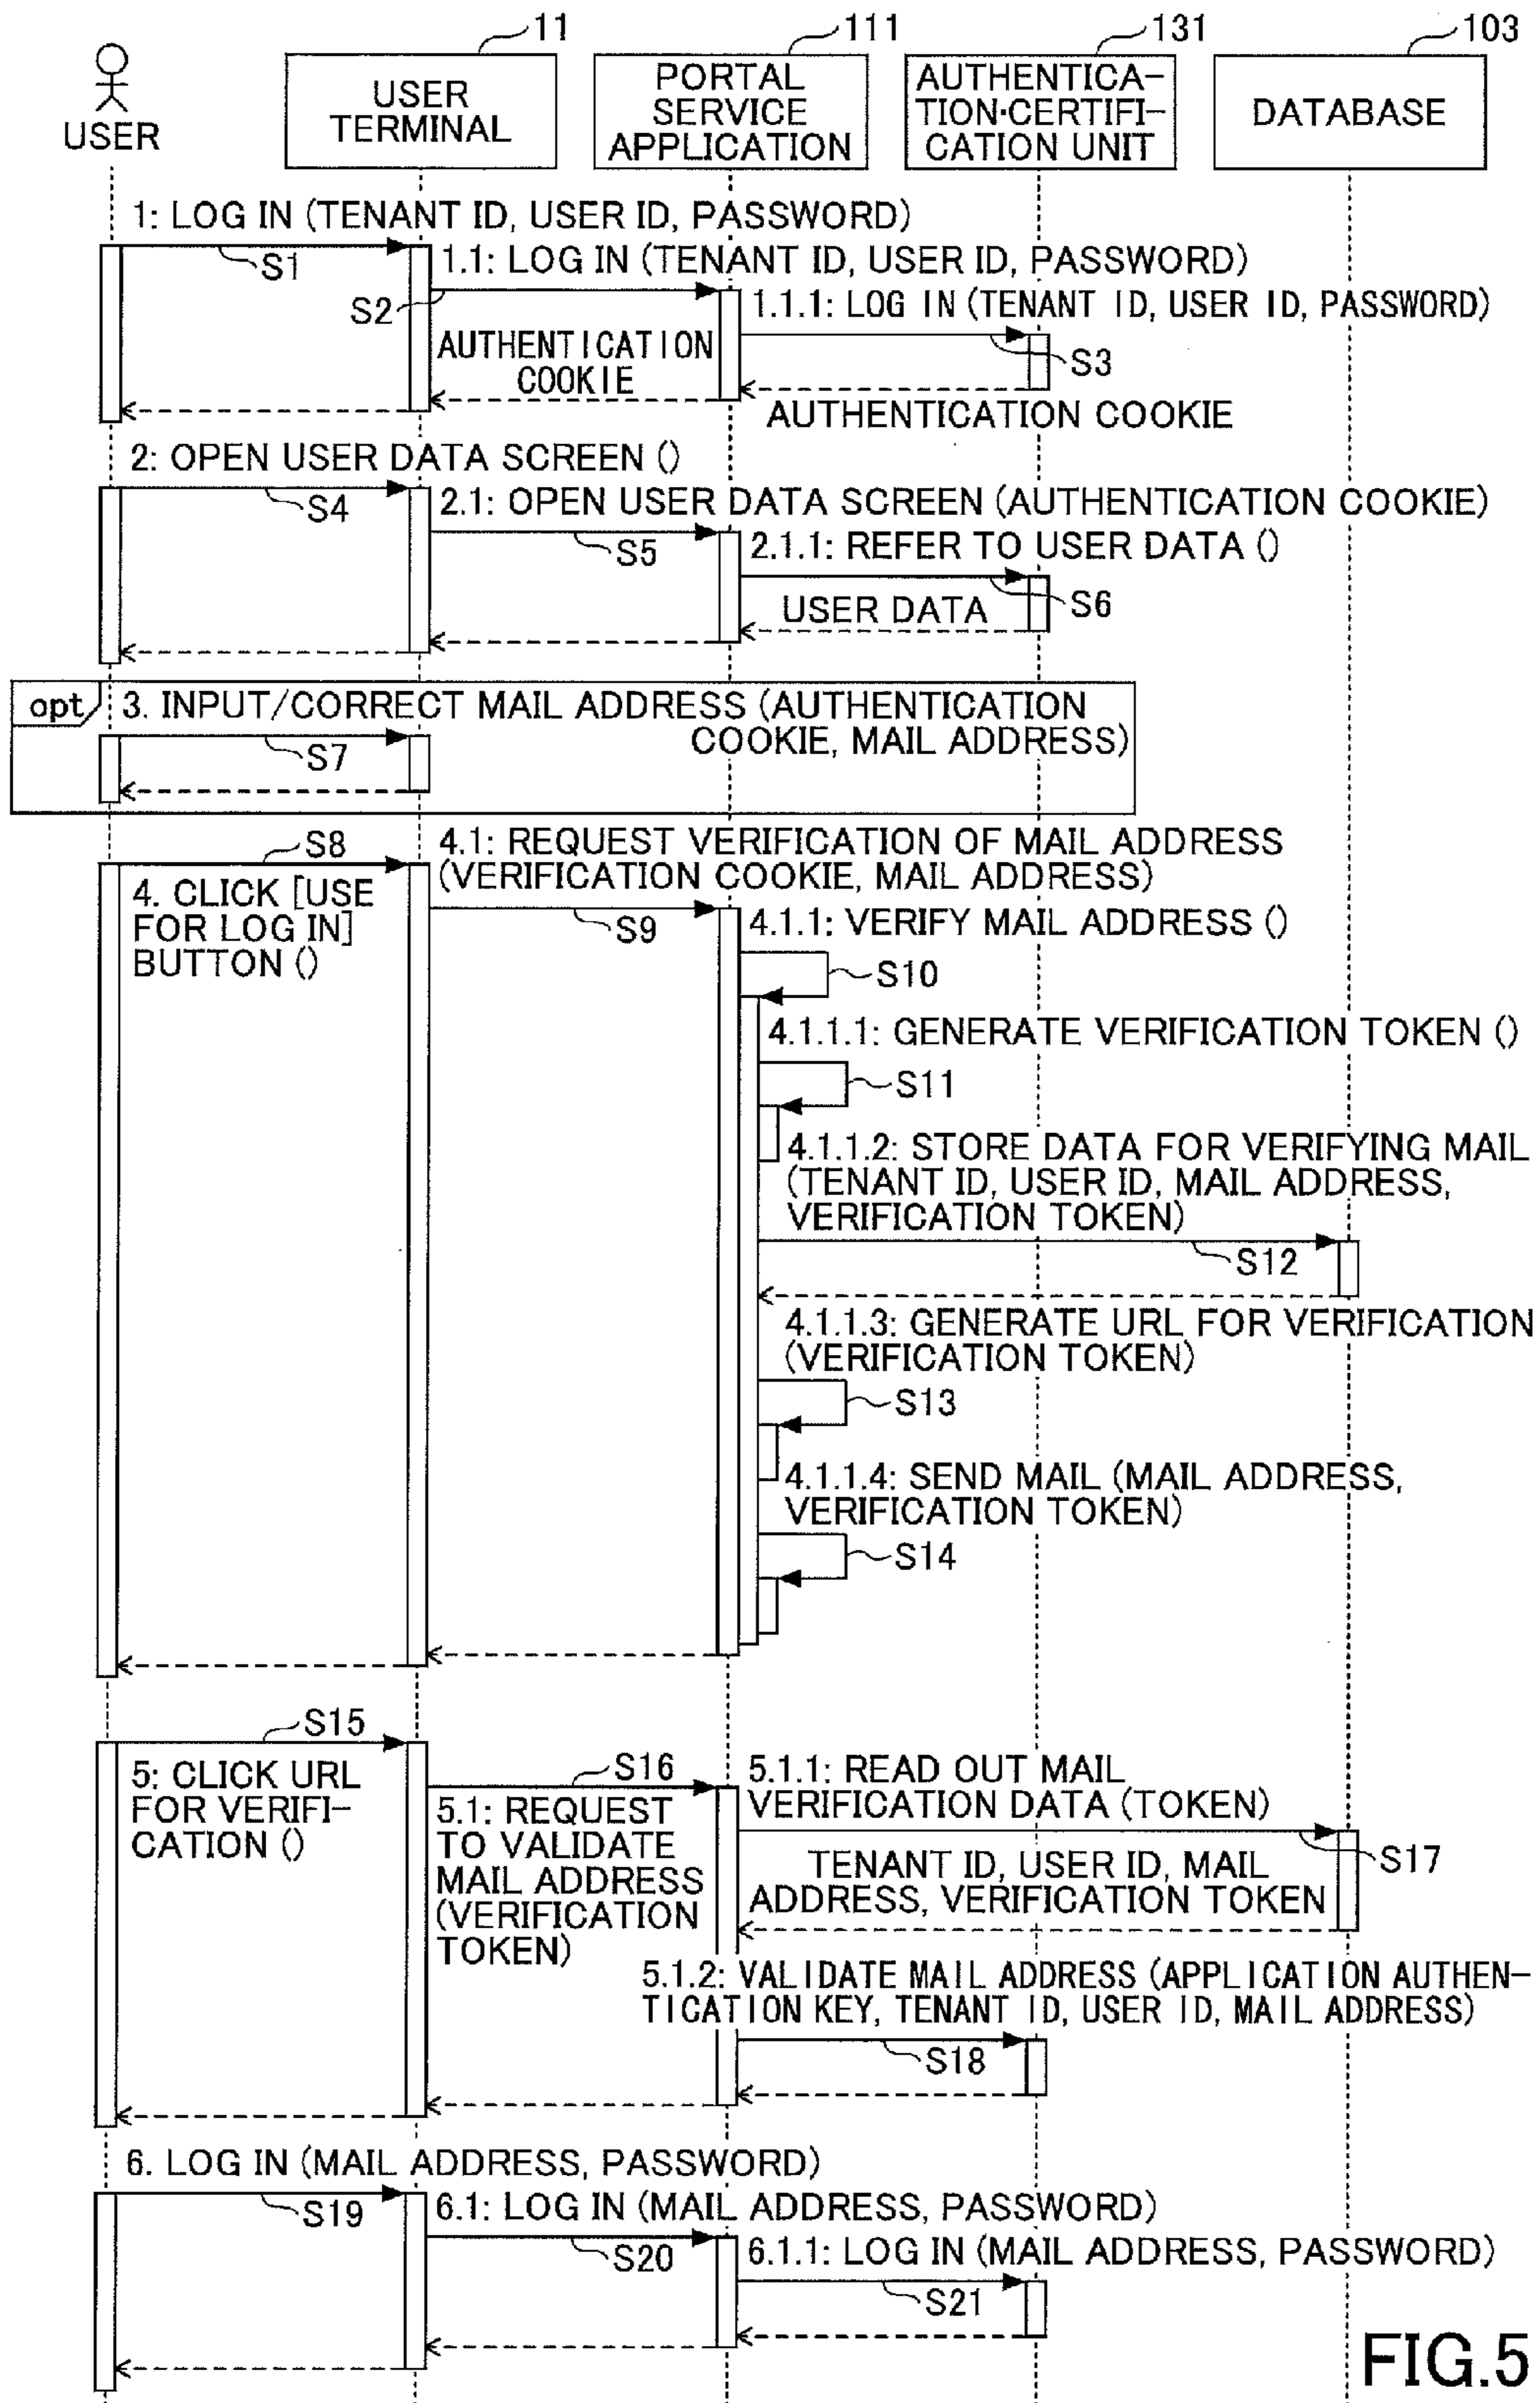 11
111
131
103
USER
USER
TERMINAL
PORTAL
SERVICE
APPLICATION
AUTHENTICA-
TION·CERTIFI-
CATION UNIT
DATABASE
1: LOG IN (TENANT ID, USER ID, PASSWORD)
S1
1.1: LOG IN (TENANT ID, USER ID, PASSWORD)
S2
1.1.1: LOG IN (TENANT ID, USER ID, PASSWORD)
S3
AUTHENTICATION
COOKIE
AUTHENTICATION COOKIE
2: OPEN USER DATA SCREEN ()
S4
2.1: OPEN USER DATA SCREEN (AUTHENTICATION COOKIE)
S5
2.1.1: REFER TO USER DATA ()
S6
USER DATA
opt
3. INPUT/CORRECT MAIL ADDRESS (AUTHENTICATION
COOKIE, MAIL ADDRESS)
S7
S8
4. CLICK [USE
FOR LOG IN]
BUTTON ()
4.1: REQUEST VERIFICATION OF MAIL ADDRESS
(VERIFICATION COOKIE, MAIL ADDRESS)
S9
4.1.1: VERIFY MAIL ADDRESS ()
S10
4.1.1.1: GENERATE VERIFICATION TOKEN ()
S11
4.1.1.2: STORE DATA FOR VERIFYING MAIL
(TENANT ID, USER ID, MAIL ADDRESS,
VERIFICATION TOKEN)
S12
4.1.1.3: GENERATE URL FOR VERIFICATION
(VERIFICATION TOKEN)
S13
4.1.1.4: SEND MAIL (MAIL ADDRESS,
VERIFICATION TOKEN)
S14
S15
5: CLICK URL
FOR VERIFI-
CATION ()
S16
5.1: REQUEST
TO VALIDATE
MAIL ADDRESS
(VERIFICATION
TOKEN)
5.1.1: READ OUT MAIL
VERIFICATION DATA (TOKEN)
S17
TENANT ID, USER ID, MAIL
ADDRESS, VERIFICATION TOKEN
5.1.2: VALIDATE MAIL ADDRESS (APPLICATION AUTHEN-
TICATION KEY, TENANT ID, USER ID, MAIL ADDRESS)
S18
6. LOG IN (MAIL ADDRESS, PASSWORD)
S19
6.1: LOG IN (MAIL ADDRESS, PASSWORD)
S20
6.1.1: LOG IN (MAIL ADDRESS, PASSWORD)
S21
FIG.5